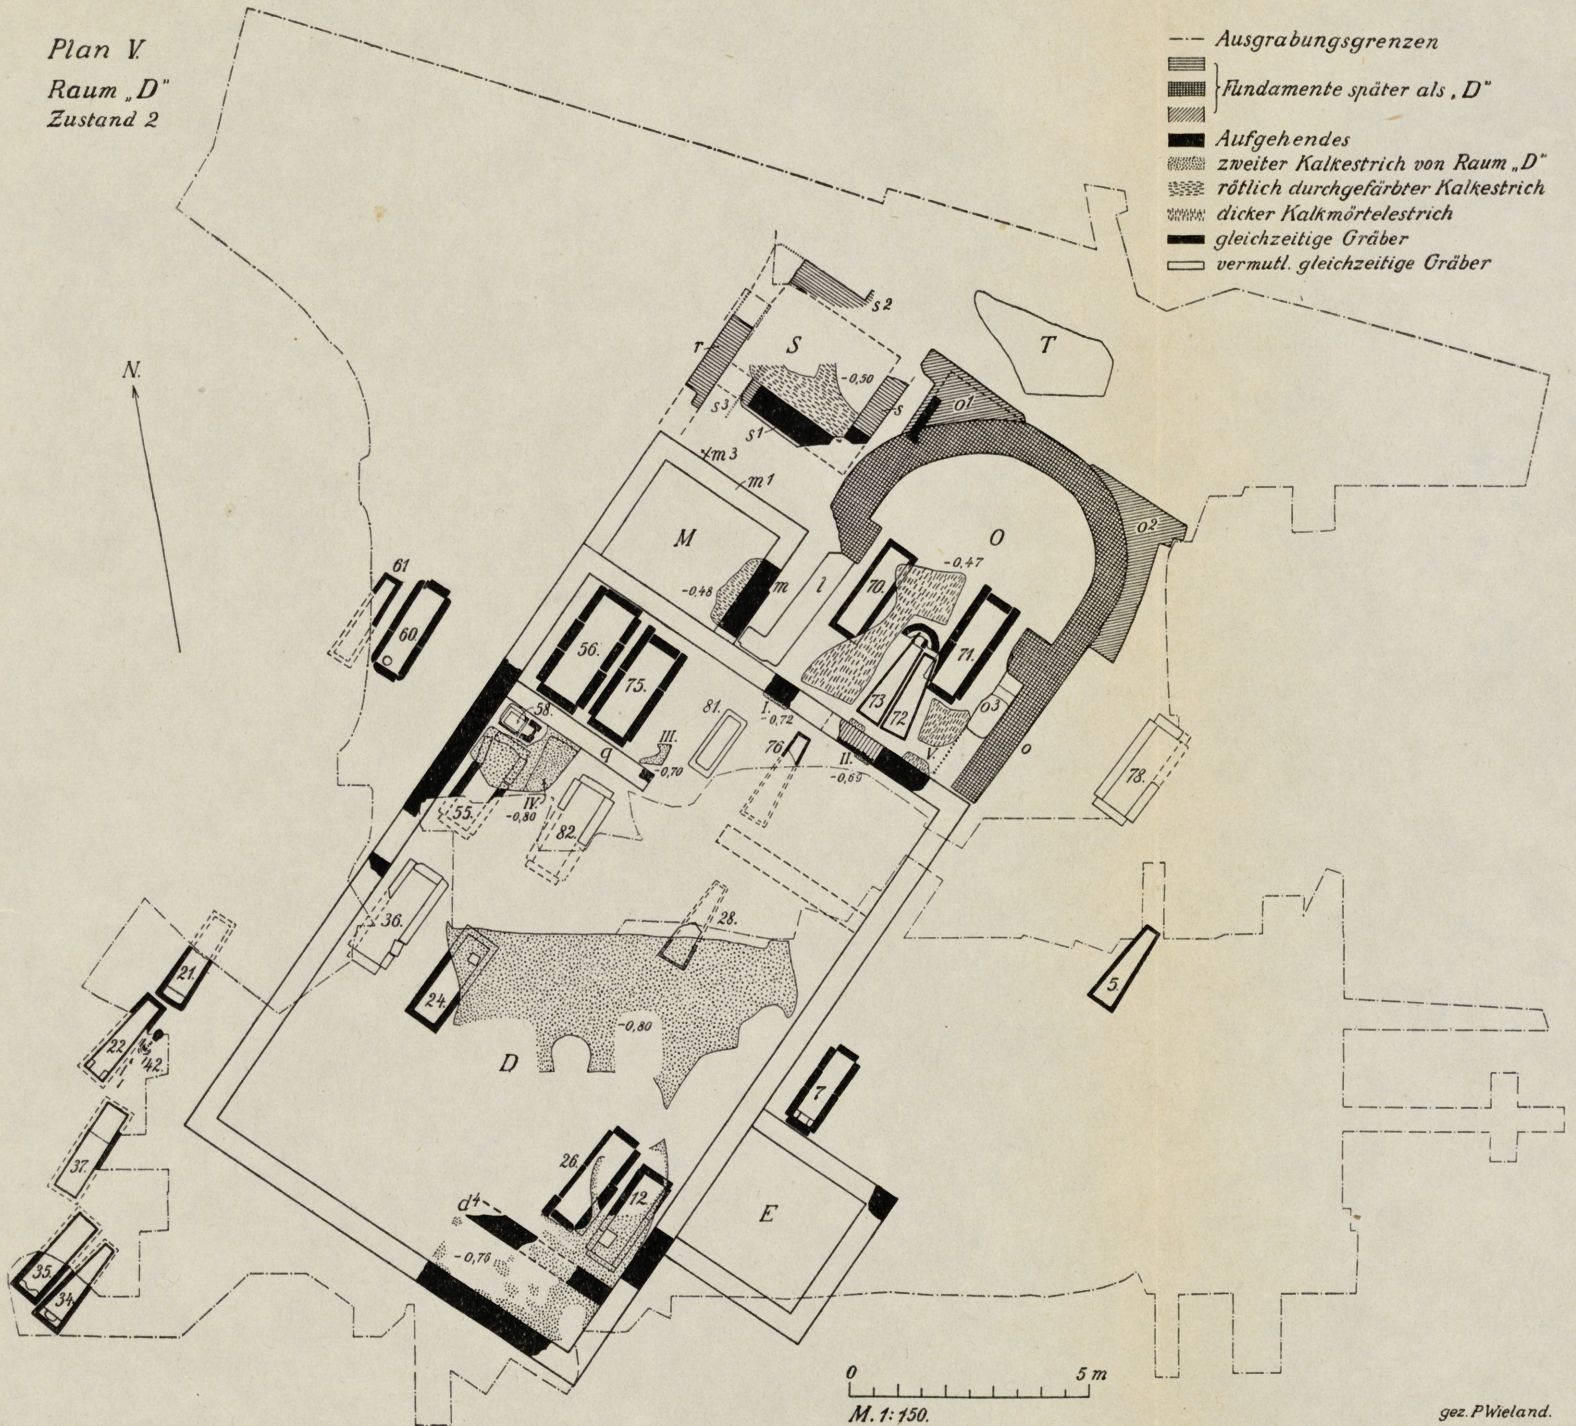 Plan V.
Raum „D"
Zustand 2
Ausgrabungsgrenzen
Fundamente später als „D"
Aufgehendes
zweiter Kalkestrich von Raum „D"
rötlich durchgefärbter Kalkestrich
dicker Kalkmörtelestrich
gleichzeitige Gräber
vermutl. gleichzeitige Gräber
N.
s2
r
S
T
-0,50
s3
s
o1
s1
m3
m1
o2
M
O
61
-0,48
m
l
70.
-0,47
60.
56.
71.
75.
73
72
o3
58.
81.
I.
-0,72
q
III.
76
II.
V.
o
-0,70
-0,69
78.
55.
IV.
-0,80
82.
36.
28.
21.
5.
24.
-0,80
22
42.
D
7
37.
26.
12.
d4
E
-0,76
35.
34.
0 5 m
M. 1:150.
gez. P Wieland.